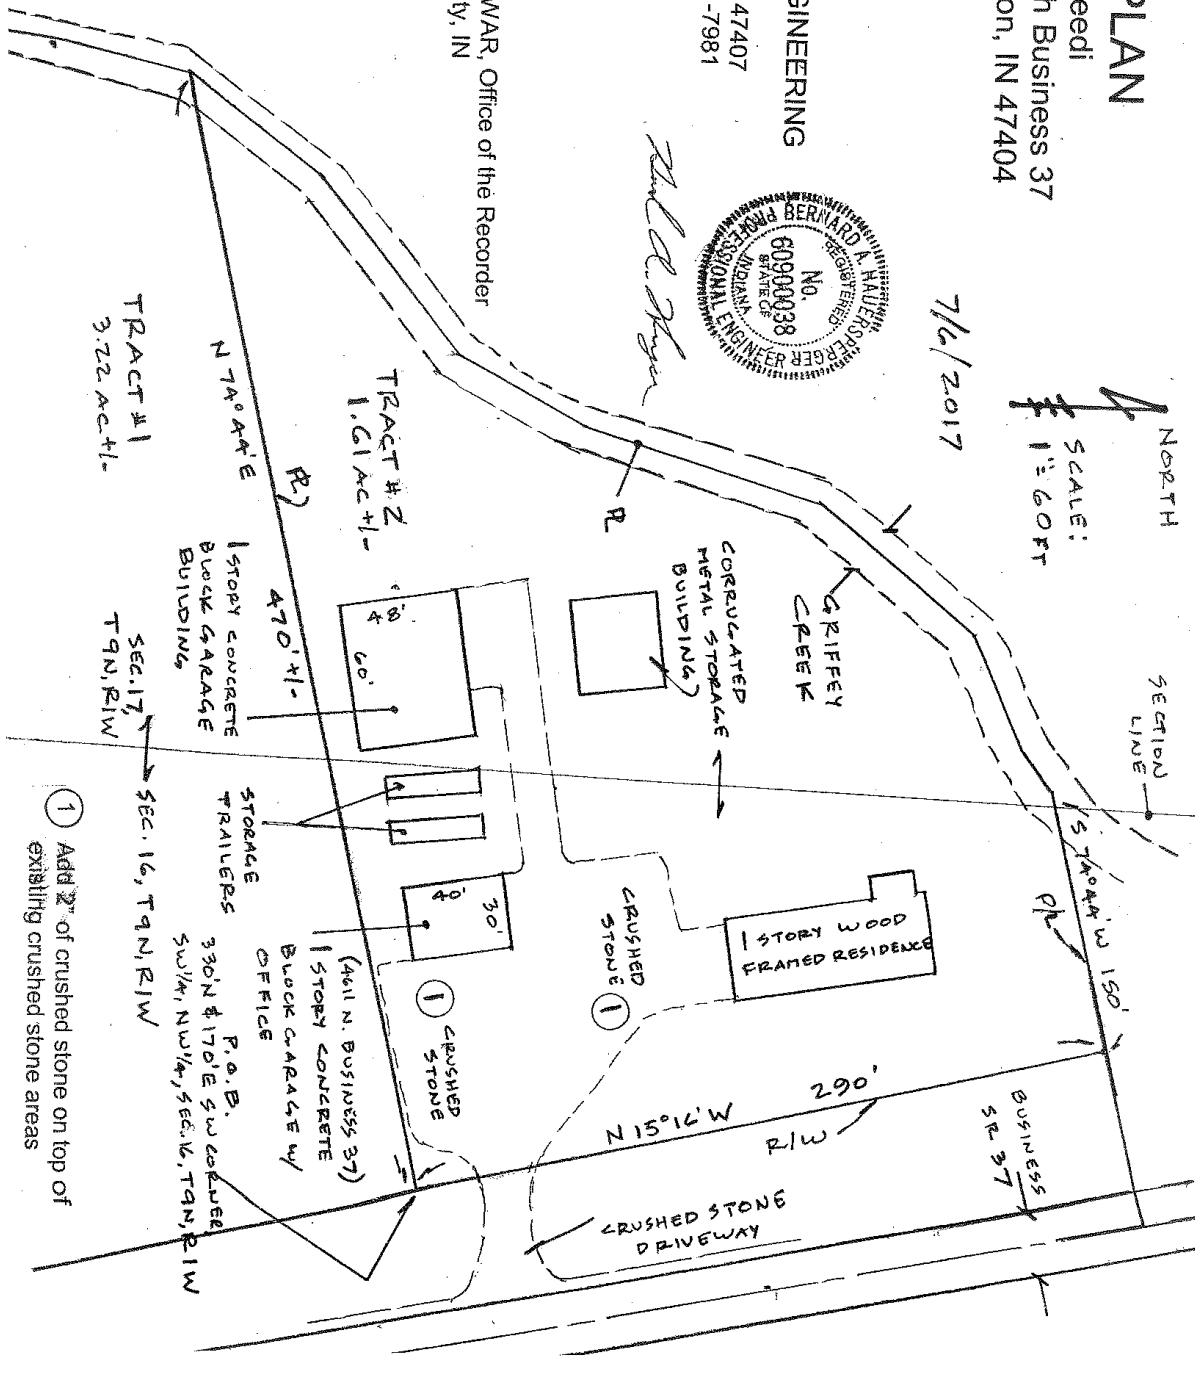 PLAN
eedi
h Business 37
on, IN 47404
GINEERING
47407
-7981
WAR, Office of the Recorder
ty, IN
BERNARD A. HAUERSPERGER
REGISTERED
No.
60900038
STATE OF
INDIANA
PROFESSIONAL ENGINEER
7/6/2017
NORTH
SCALE:
1"= 60 FT
SECTION
LINE
GRIFFEY
CREEK
PL
CORRUGATED
METAL STORAGE
BUILDING
TRACT #2
1.61 AC +/-
TRACT #1
3.22 AC +/-
N 74° 44' E
PL
470' +/-
48'
60'
1 STORY CONCRETE
BLOCK GARAGE
BUILDING
SEC. 17,
T9N, R1W
SEC. 16, T9N, R1W
STORAGE
TRAILERS
40'
30'
(4611 N. BUSINESS 37)
1 STORY CONCRETE
BLOCK GARAGE W/
OFFICE
P.O.B.
330'N & 170'E SW CORNER,
SW 1/4, NW 1/4, SEC. 16, T9N, R1W
1 STORY WOOD
FRAMED RESIDENCE
CRUSHED
STONE 1
1 CRUSHED
STONE
S 74° 44' W 150'
P/L
290'
N 15° 16' W
R/W
BUSINESS
SR 37
CRUSHED STONE
DRIVEWAY
1 Add 2" of crushed stone on top of
existing crushed stone areas